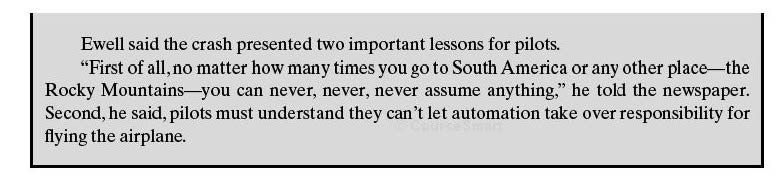 Ewell said the crash presented two important lessons for pilots.
“First of all, no matter how many times you go to South America or any other place—the
Rocky Mountains—you can never, never, never assume anything,” he told the newspaper.
Second, he said, pilots must understand they can’t let automation take over responsibility for
flying the airplane.
© CourseSmart